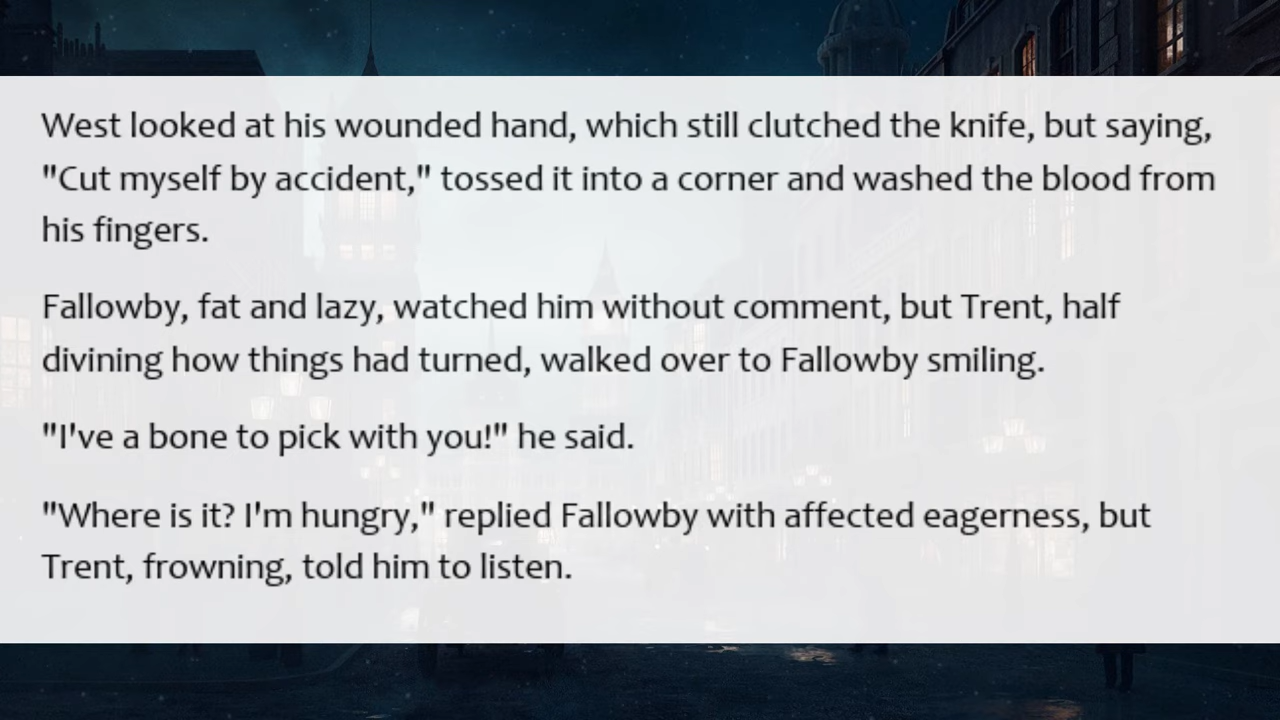 West looked at his wounded hand, which still clutched the knife, but saying,
"Cut myself by accident," tossed it into a corner and washed the blood from
his fingers.
Fallowby, fat and lazy, watched him without comment, but Trent, half
divining how things had turned, walked over to Fallowby smiling.
"I've a bone to pick with you!" he said.
"Where is it? I'm hungry," replied Fallowby with affected eagerness, but
Trent, frowning, told him to listen.